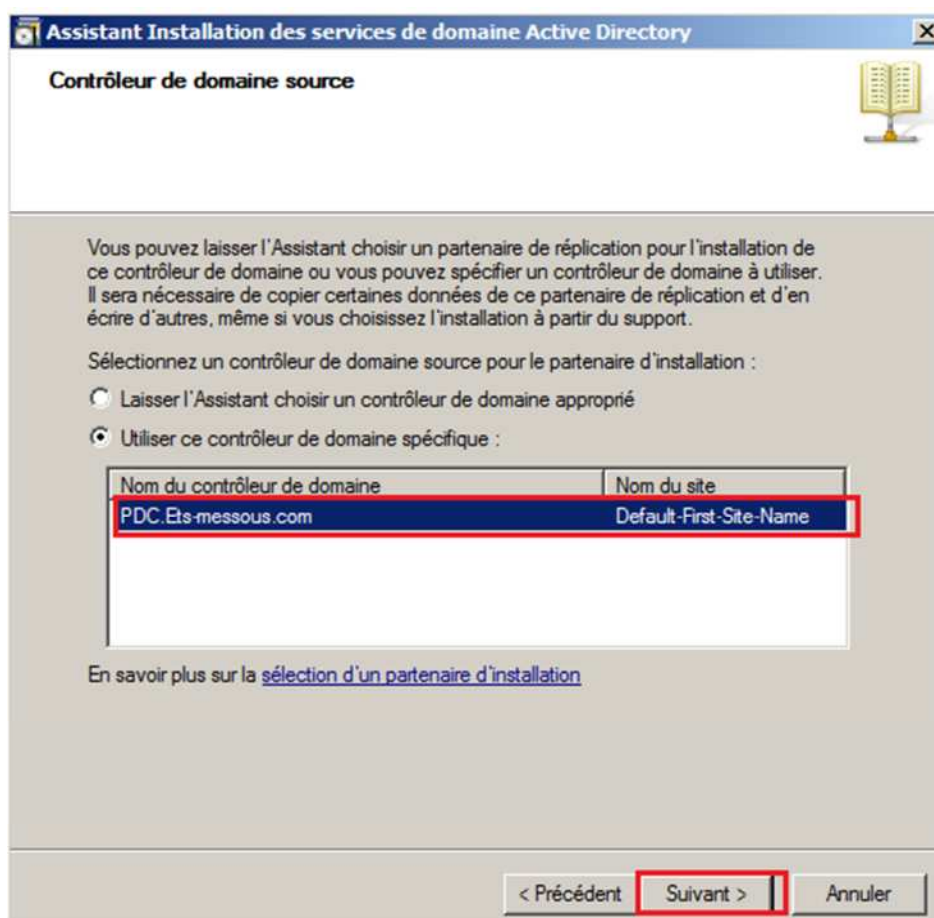 Assistant Installation des services de domaine Active Directory
Contrôleur de domaine source
Vous pouvez laisser l'Assistant choisir un partenaire de réplication pour l'installation de
ce contrôleur de domaine ou vous pouvez spécifier un contrôleur de domaine à utiliser.
Il sera nécessaire de copier certaines données de ce partenaire de réplication et d'en
écrire d'autres, même si vous choisissez l'installation à partir du support.
Sélectionnez un contrôleur de domaine source pour le partenaire d'installation :
Laisser l'Assistant choisir un contrôleur de domaine approprié
Utiliser ce contrôleur de domaine spécifique :
Nom du contrôleur de domaine Nom du site
PDC.Ets-messous.com Default-First-Site-Name
En savoir plus sur la sélection d'un partenaire d'installation
< Précédent Suivant > Annuler